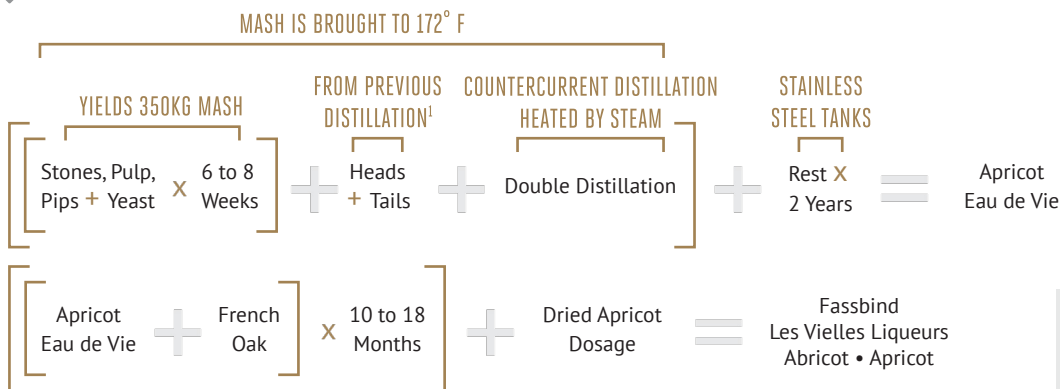 MASH IS BROUGHT TO 172° F
YIELDS 350KG MASH
FROM PREVIOUS
DISTILLATION¹
COUNTERCURRENT DISTILLATION
HEATED BY STEAM
STAINLESS
STEEL TANKS
Stones, Pulp,
Pips + Yeast
x
6 to 8
Weeks
+
Heads
+ Tails
+
Double Distillation
+
Rest x
2 Years
=
Apricot
Eau de Vie
Apricot
Eau de Vie
+
French
Oak
x
10 to 18
Months
+
Dried Apricot
Dosage
=
Fassbind
Les Vielles Liqueurs
Abricot • Apricot